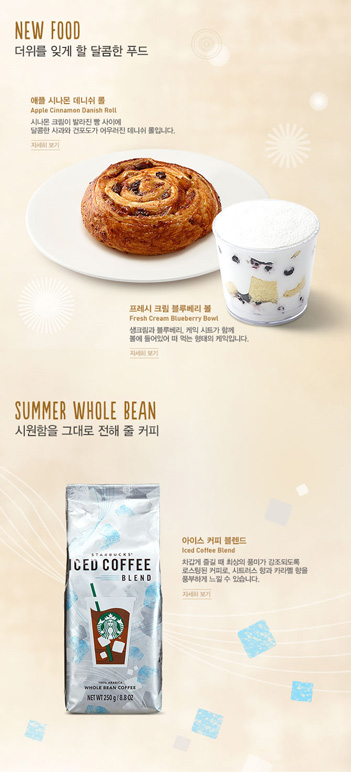 NEW FOOD
더위를 잊게 할 달콤한 푸드
애플 시나몬 데니쉬 롤
Apple Cinnamon Danish Roll
시나몬 크림이 발라진 빵 사이에
달콤한 사과와 건포도가 어우러진 데니쉬 롤입니다.
자세히 보기
프레시 크림 블루베리 볼
Fresh Cream Blueberry Bowl
생크림과 블루베리, 케익 시트가 함께
볼에 들어있어 떠 먹는 형태의 케익입니다.
자세히 보기
SUMMER WHOLE BEAN
시원함을 그대로 전해 줄 커피
아이스 커피 블렌드
Iced Coffee Blend
차갑게 즐길 때 최상의 풍미가 강조되도록
로스팅된 커피로, 시트러스 향과 카라멜 향을
풍부하게 느낄 수 있습니다.
자세히 보기
STARBUCKS®
ICED COFFEE
BLEND
100% ARABICA
WHOLE BEAN COFFEE
NET WT 250 g / 8.8 OZ